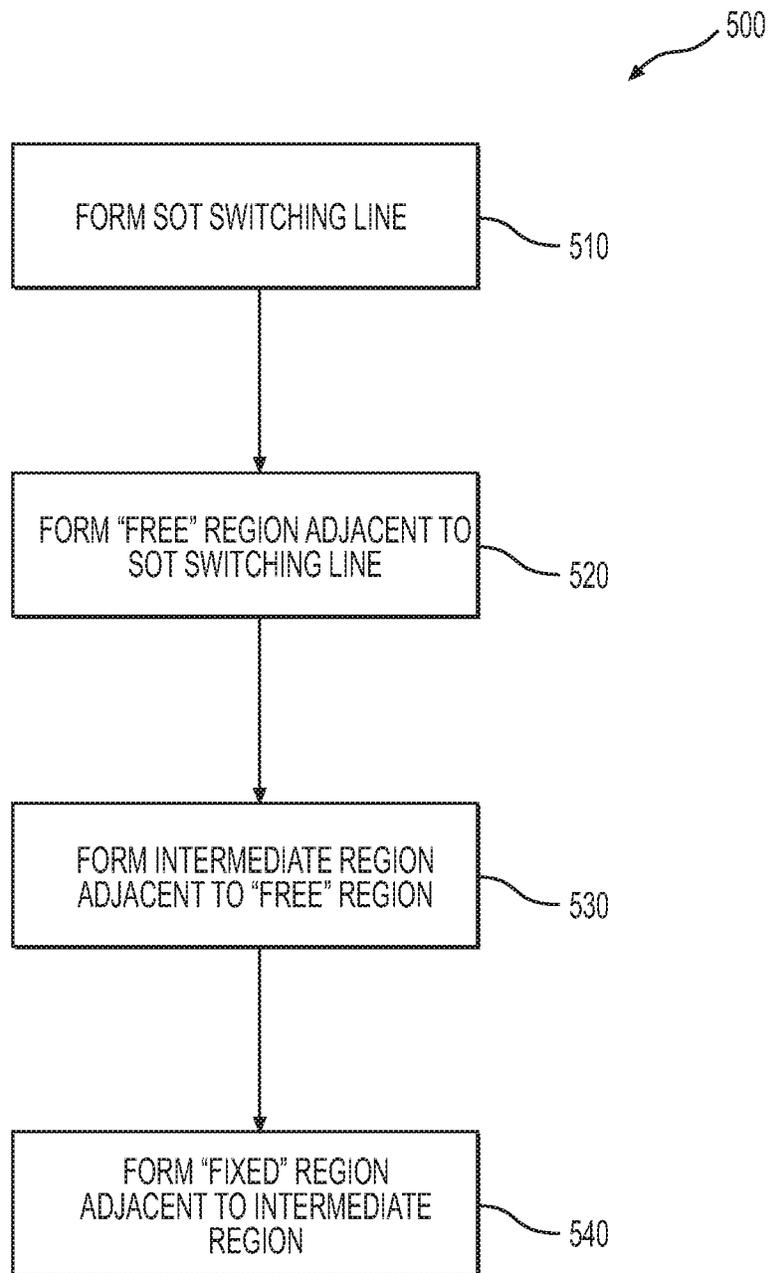 500
FORM SOT SWITCHING LINE
510
FORM “FREE” REGION ADJACENT TO
SOT SWITCHING LINE
520
FORM INTERMEDIATE REGION
ADJACENT TO “FREE” REGION
530
FORM “FIXED” REGION
ADJACENT TO INTERMEDIATE
REGION
540